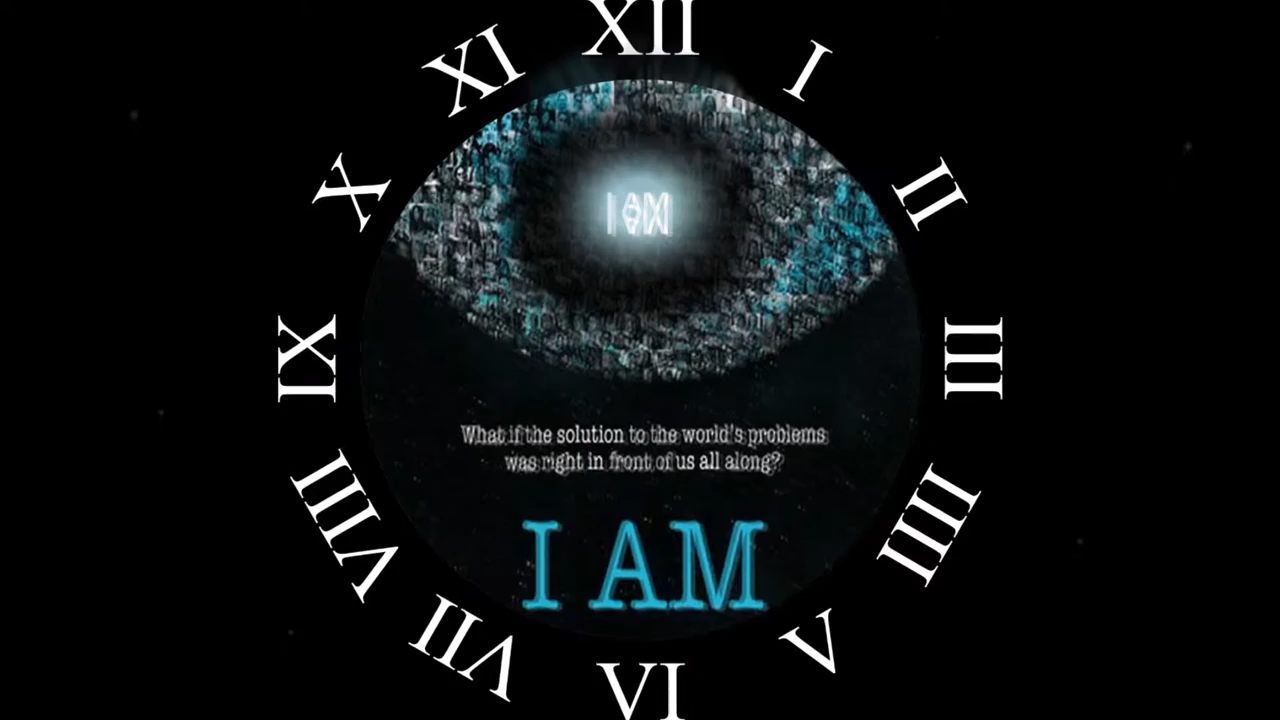 XII
XI
I
X
II
I AM
IX
III
What if the solution to the world's problems
was right in front of us all along?
VIII
IIII
I AM
VII
V
VI